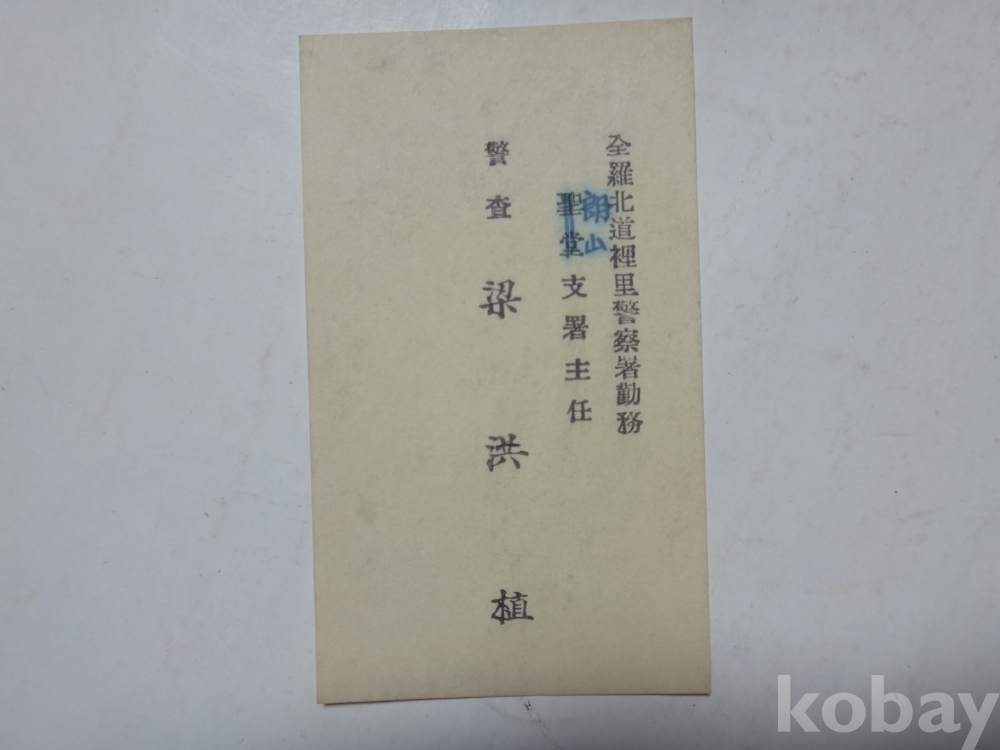 全羅北道裡里警察署勤務
朗山
聖堂支署主任
警査 梁洪植
kobay